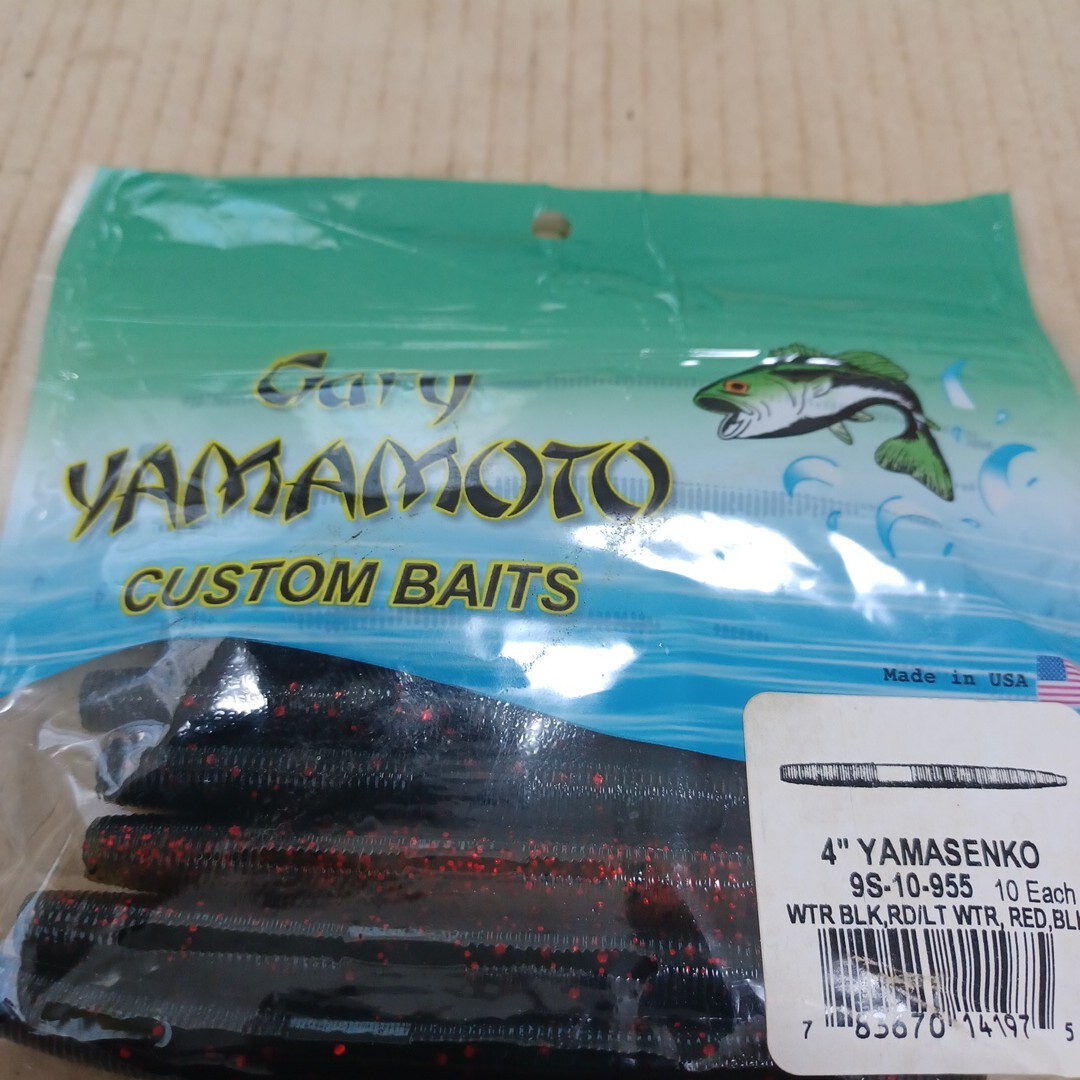 Gary
YAMAMOTO
CUSTOM BAITS
Made in USA
4" YAMASENKO
9S-10-955 10 Each
WTR BLK,RD/LT WTR, RED,BL
7 85670 14197 5